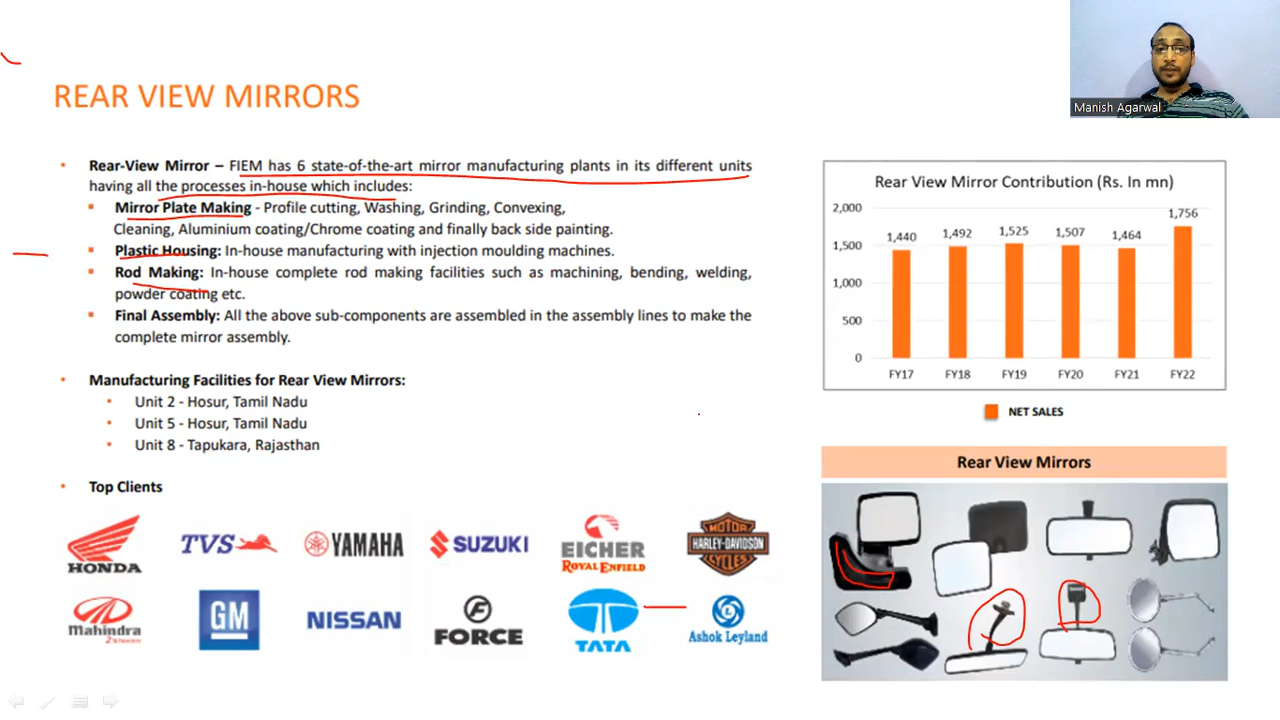 Manish Agarwal
REAR VIEW MIRRORS
• Rear-View Mirror – FIEM has 6 state-of-the-art mirror manufacturing plants in its different units
having all the processes in-house which includes:
▪ Mirror Plate Making - Profile cutting, Washing, Grinding, Convexing,
Cleaning, Aluminium coating/Chrome coating and finally back side painting.
▪ Plastic Housing: In-house manufacturing with injection moulding machines.
▪ Rod Making: In-house complete rod making facilities such as machining, bending, welding,
powder coating etc.
▪ Final Assembly: All the above sub-components are assembled in the assembly lines to make the
complete mirror assembly.
• Manufacturing Facilities for Rear View Mirrors:
• Unit 2 - Hosur, Tamil Nadu
• Unit 5 - Hosur, Tamil Nadu
• Unit 8 - Tapukara, Rajasthan
• Top Clients
HONDA
TVS
YAMAHA
SUZUKI
EICHER
ROYAL ENFIELD
MOTOR
HARLEY-DAVIDSON
CYCLES
Mahindra
GM
NISSAN
FORCE
TATA
Ashok Leyland
Rear View Mirror Contribution (Rs. In mn)
2,000
1,500
1,000
500
0
1,440
1,492
1,525
1,507
1,464
1,756
FY17 FY18 FY19 FY20 FY21 FY22
NET SALES
Rear View Mirrors